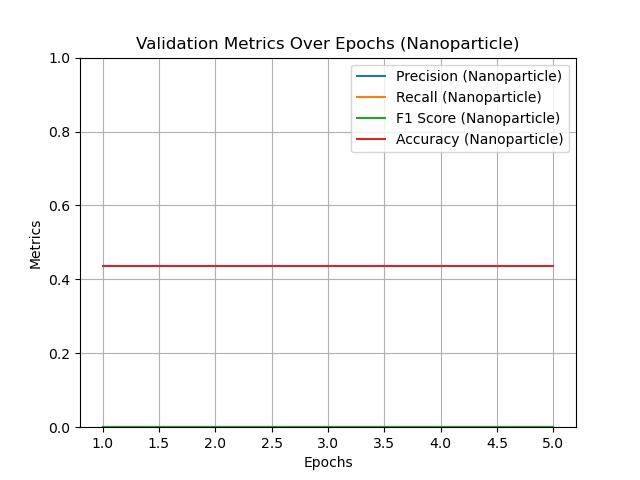 Validation Metrics Over Epochs (Nanoparticle)
1.0
0.8
0.6
0.4
0.2
0.0
Metrics
Precision (Nanoparticle)
Recall (Nanoparticle)
F1 Score (Nanoparticle)
Accuracy (Nanoparticle)
1.0 1.5 2.0 2.5 3.0 3.5 4.0 4.5 5.0
Epochs